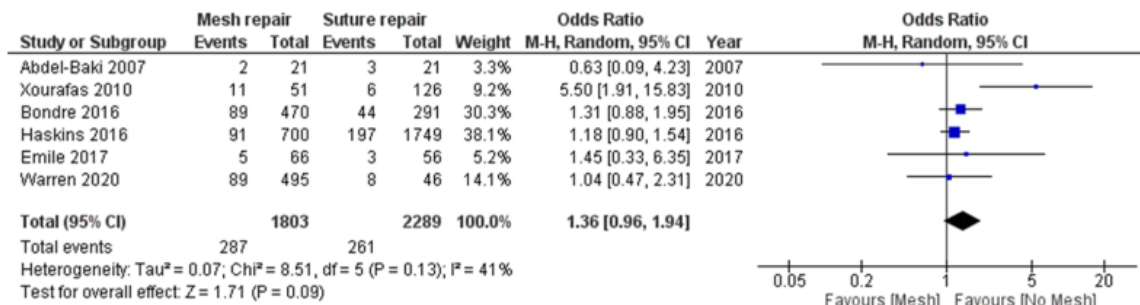 Mesh repair Suture repair Odds Ratio Odds Ratio
Study or Subgroup Events Total Events Total Weight M-H, Random, 95% CI Year M-H, Random, 95% CI
Abdel-Baki 2007 2 21 3 21 3.3% 0.63 [0.09, 4.23] 2007
Xourafas 2010 11 51 6 126 9.2% 5.50 [1.91, 15.83] 2010
Bondre 2016 89 470 44 291 30.3% 1.31 [0.88, 1.95] 2016
Haskins 2016 91 700 197 1749 38.1% 1.18 [0.90, 1.54] 2016
Emile 2017 5 66 3 56 5.2% 1.45 [0.33, 6.35] 2017
Warren 2020 89 495 8 46 14.1% 1.04 [0.47, 2.31] 2020
Total (95% CI) 1803 2289 100.0% 1.36 [0.96, 1.94]
Total events 287 261
Heterogeneity: Tau² = 0.07; Chi² = 8.51, df = 5 (P = 0.13); I² = 41%
Test for overall effect: Z = 1.71 (P = 0.09)
0.05 0.2 1 5 20
Favours [Mesh] Favours [No Mesh]